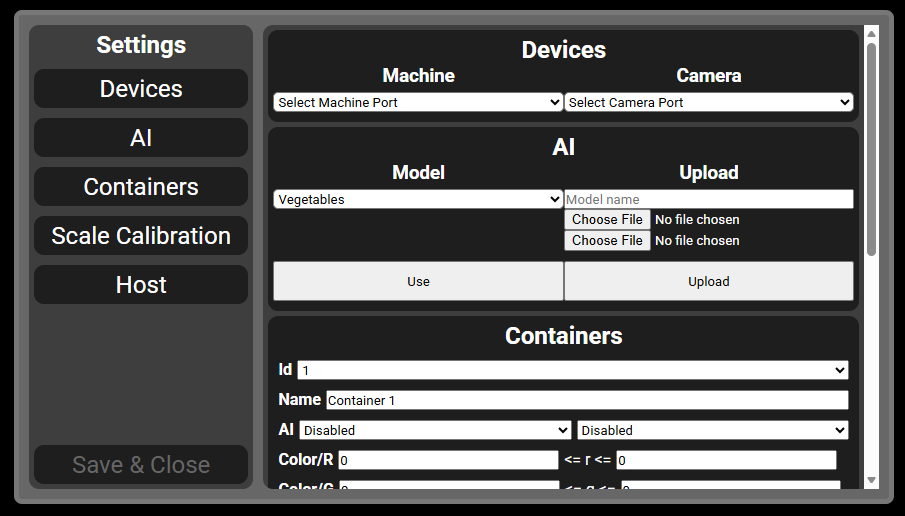 Settings
Devices
AI
Containers
Scale Calibration
Host
Save & Close
Devices
Machine Camera
Select Machine Port Select Camera Port
AI
Model Upload
Vegetables Model name
Choose File No file chosen
Choose File No file chosen
Use Upload
Containers
Id 1
Name Container 1
AI Disabled Disabled
Color/R 0 <= r <= 0
Color/G 0 <= g <= 0